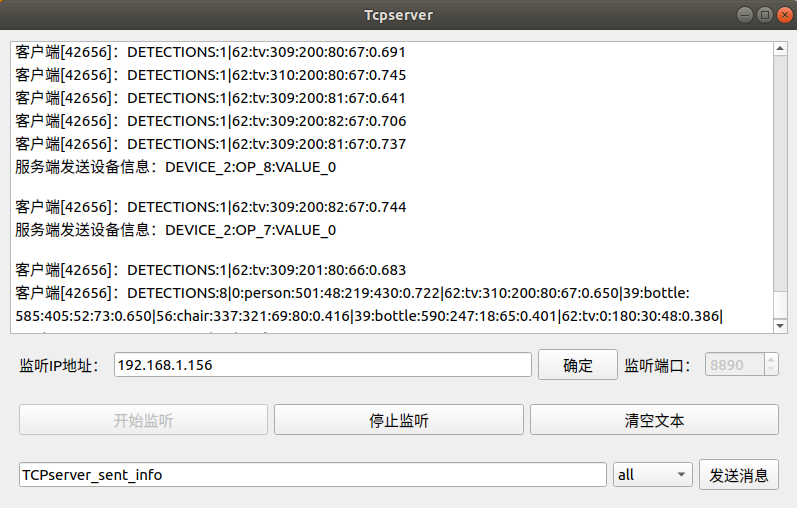 Tcpserver
客户端[42656]：DETECTIONS:1|62:tv:309:200:80:67:0.691
客户端[42656]：DETECTIONS:1|62:tv:310:200:80:67:0.745
客户端[42656]：DETECTIONS:1|62:tv:309:200:81:67:0.641
客户端[42656]：DETECTIONS:1|62:tv:309:200:82:67:0.706
客户端[42656]：DETECTIONS:1|62:tv:309:200:81:67:0.737
服务端发送设备信息：DEVICE_2:OP_8:VALUE_0
客户端[42656]：DETECTIONS:1|62:tv:309:200:82:67:0.744
服务端发送设备信息：DEVICE_2:OP_7:VALUE_0
客户端[42656]：DETECTIONS:1|62:tv:309:201:80:66:0.683
客户端[42656]：DETECTIONS:8|0:person:501:48:219:430:0.722|62:tv:310:200:80:67:0.650|39:bottle:
585:405:52:73:0.650|56:chair:337:321:69:80:0.416|39:bottle:590:247:18:65:0.401|62:tv:0:180:30:48:0.386|
监听IP地址： 192.168.1.156 确定 监听端口： 8890
开始监听 停止监听 清空文本
TCPserver_sent_info all 发送消息